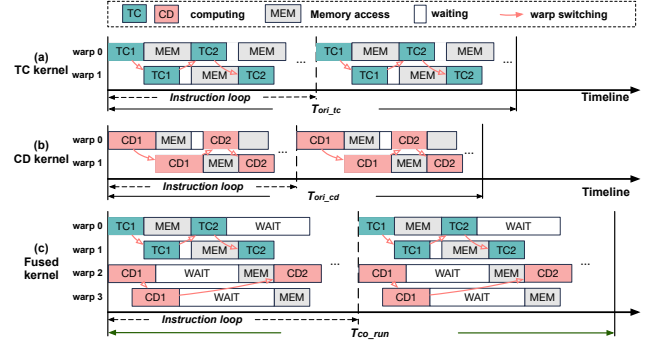 TC CD computing MEM Memory access waiting warp switching
(a)
TC kernel
warp 0 TC1 MEM TC2 MEM ... TC1 MEM TC2 MEM ...
warp 1 TC1 MEM TC2 TC1 MEM TC2
Instruction loop
T_ori_tc
Timeline
(b)
CD kernel
warp 0 CD1 MEM CD2 ... CD1 MEM CD2 ...
warp 1 CD1 MEM CD2 CD1 MEM CD2
Instruction loop
T_ori_cd
Timeline
(c)
Fused
kernel
warp 0 TC1 MEM TC2 WAIT TC1 MEM TC2 WAIT
warp 1 TC1 MEM TC2 TC1 MEM TC2
warp 2 CD1 WAIT MEM CD2 ... CD1 WAIT MEM CD2 ...
warp 3 CD1 WAIT MEM CD1 WAIT MEM
Instruction loop
T_co_run
Timeline